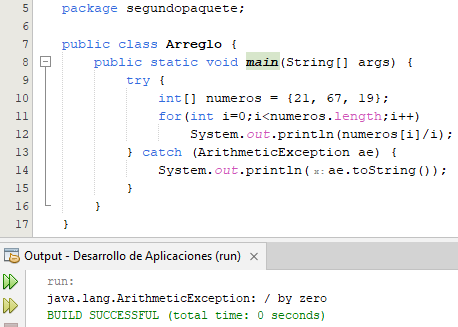 5 package segundopaquete;
6
7 public class Arreglo {
8 public static void main(String[] args) {
9 try {
10 int[] numeros = {21, 67, 19};
11 for(int i=0;i<numeros.length;i++)
12 System.out.println(numeros[i]/i);
13 } catch (ArithmeticException ae) {
14 System.out.println(x: ae.toString());
15 }
16 }
17 }
Output - Desarrollo de Aplicaciones (run) ×
run:
java.lang.ArithmeticException: / by zero
BUILD SUCCESSFUL (total time: 0 seconds)